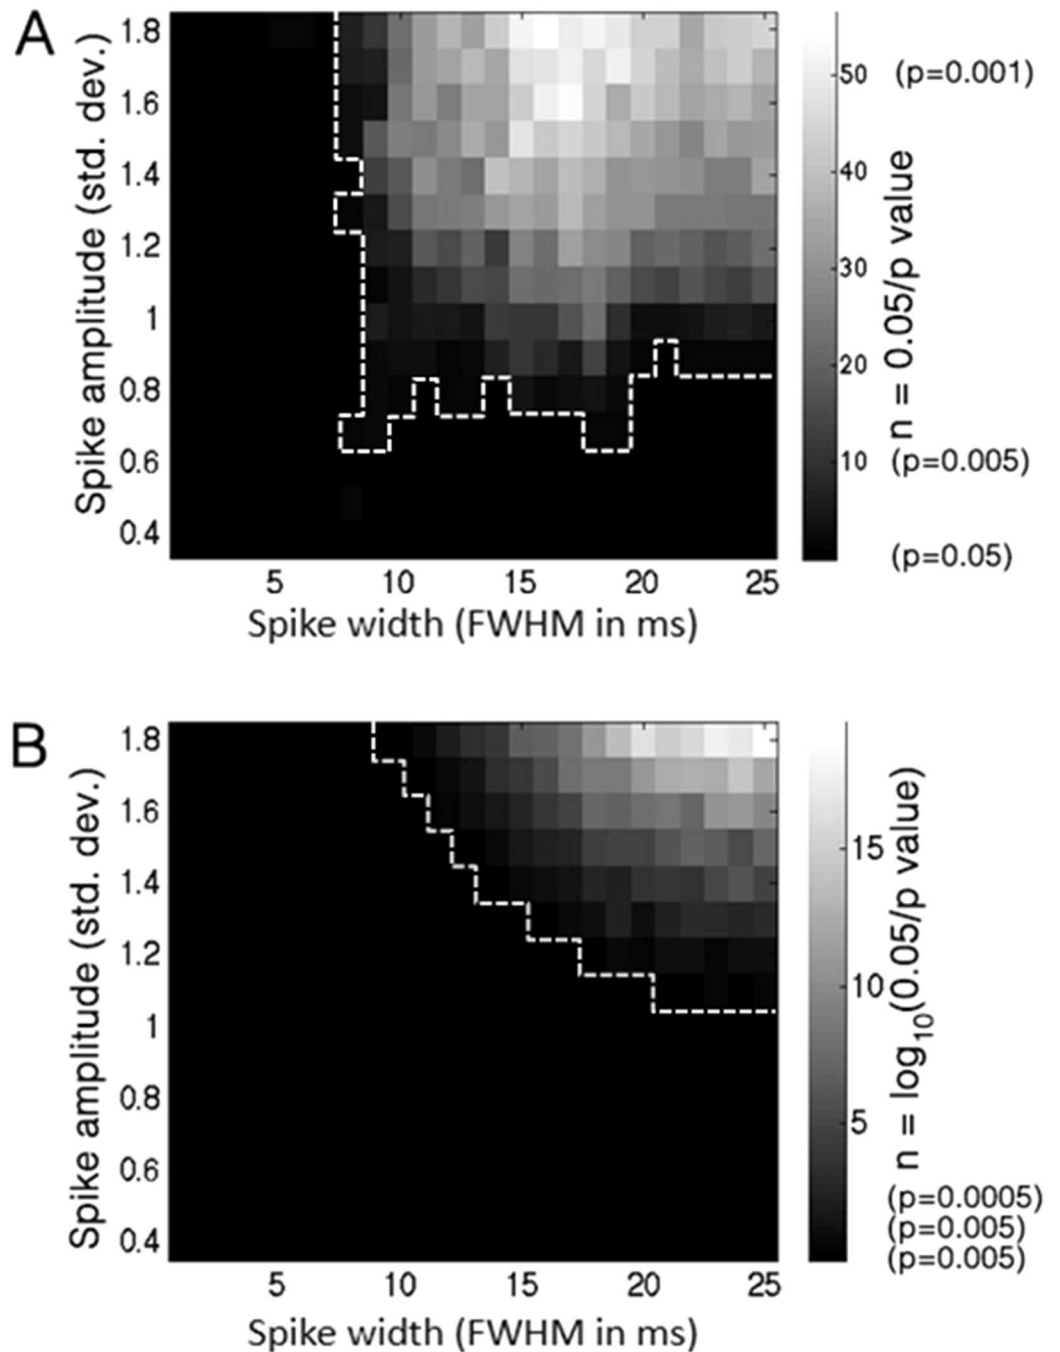 A
Spike amplitude (std. dev.)
1.8
1.6
1.4
1.2
1
0.8
0.6
0.4
5 10 15 20 25
Spike width (FWHM in ms)
50
40
30
20
10
n = 0.05/p value
(p=0.001)
(p=0.005)
(p=0.05)
B
Spike amplitude (std. dev.)
1.8
1.6
1.4
1.2
1
0.8
0.6
0.4
5 10 15 20 25
Spike width (FWHM in ms)
15
10
5
n = log₁₀(0.05/p value)
(p=0.0005)
(p=0.005)
(p=0.005)